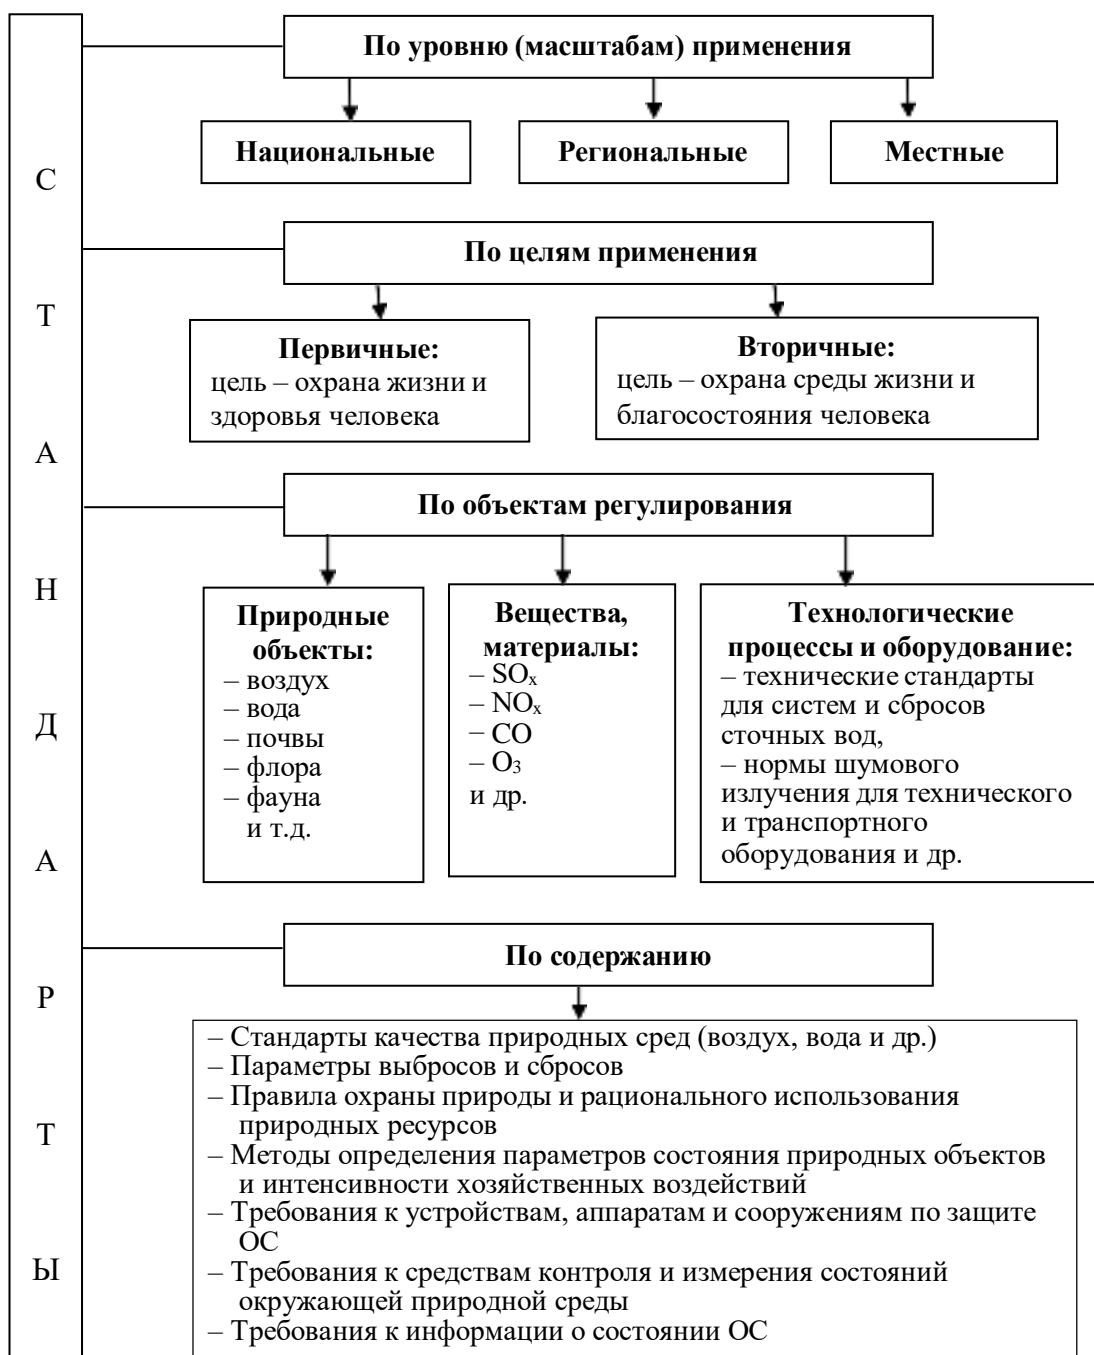 С
Т
А
Н
Д
А
Р
Т
Ы
По уровню (масштабам) применения
Национальные
Региональные
Местные
По целям применения
Первичные:
цель – охрана жизни и
здоровья человека
Вторичные:
цель – охрана среды жизни и
благосостояния человека
По объектам регулирования
Природные
объекты:
– воздух
– вода
– почвы
– флора
– фауна
и т.д.
Вещества,
материалы:
– SOₓ
– NOₓ
– CO
– O₃
и др.
Технологические
процессы и оборудование:
– технические стандарты
для систем и сбросов
сточных вод,
– нормы шумового
излучения для технического
и транспортного
оборудования и др.
По содержанию
– Стандарты качества природных сред (воздух, вода и др.)
– Параметры выбросов и сбросов
– Правила охраны природы и рационального использования
природных ресурсов
– Методы определения параметров состояния природных объектов
и интенсивности хозяйственных воздействий
– Требования к устройствам, аппаратам и сооружениям по защите
ОС
– Требования к средствам контроля и измерения состояний
окружающей природной среды
– Требования к информации о состоянии ОС